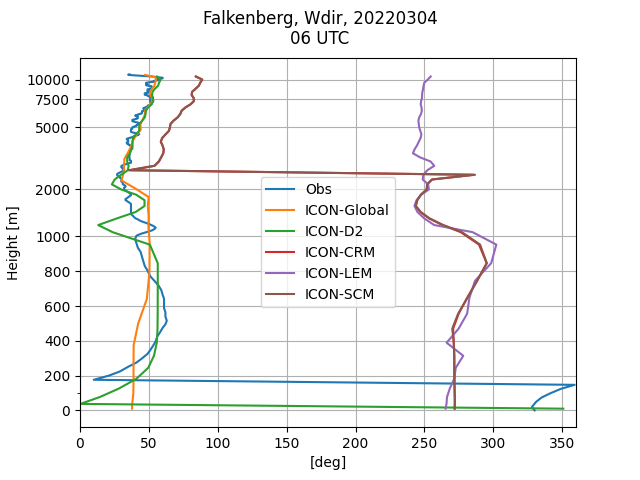 Falkenberg, Wdir, 20220304
06 UTC
Height [m]
10000
7500
5000
2000
1000
800
600
400
200
0
Obs
ICON-Global
ICON-D2
ICON-CRM
ICON-LEM
ICON-SCM
0 50 100 150 200 250 300 350
[deg]